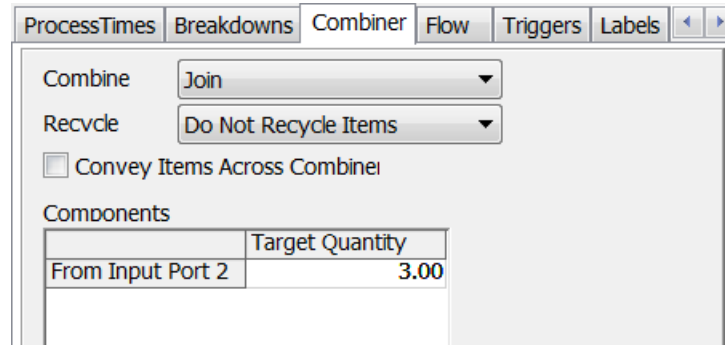 ProcessTimes Breakdowns Combiner Flow Triggers Labels
Combine Join
Recycle Do Not Recycle Items
Convey Items Across Combiner
Components
Target Quantity
From Input Port 2 3.00